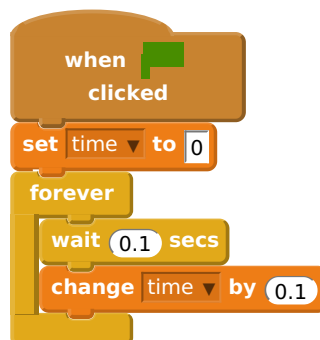 when
clicked
set time to 0
forever
wait 0.1 secs
change time by 0.1